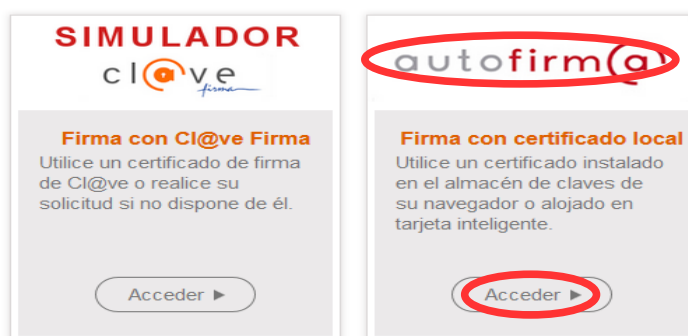 SIMULADOR
cl@ve
firma
Firma con Cl@ve Firma
Utilice un certificado de firma
de Cl@ve o realice su
solicitud si no dispone de él.
Acceder ►
autofirm@
Firma con certificado local
Utilice un certificado instalado
en el almacén de claves de
su navegador o alojado en
tarjeta inteligente.
Acceder ►